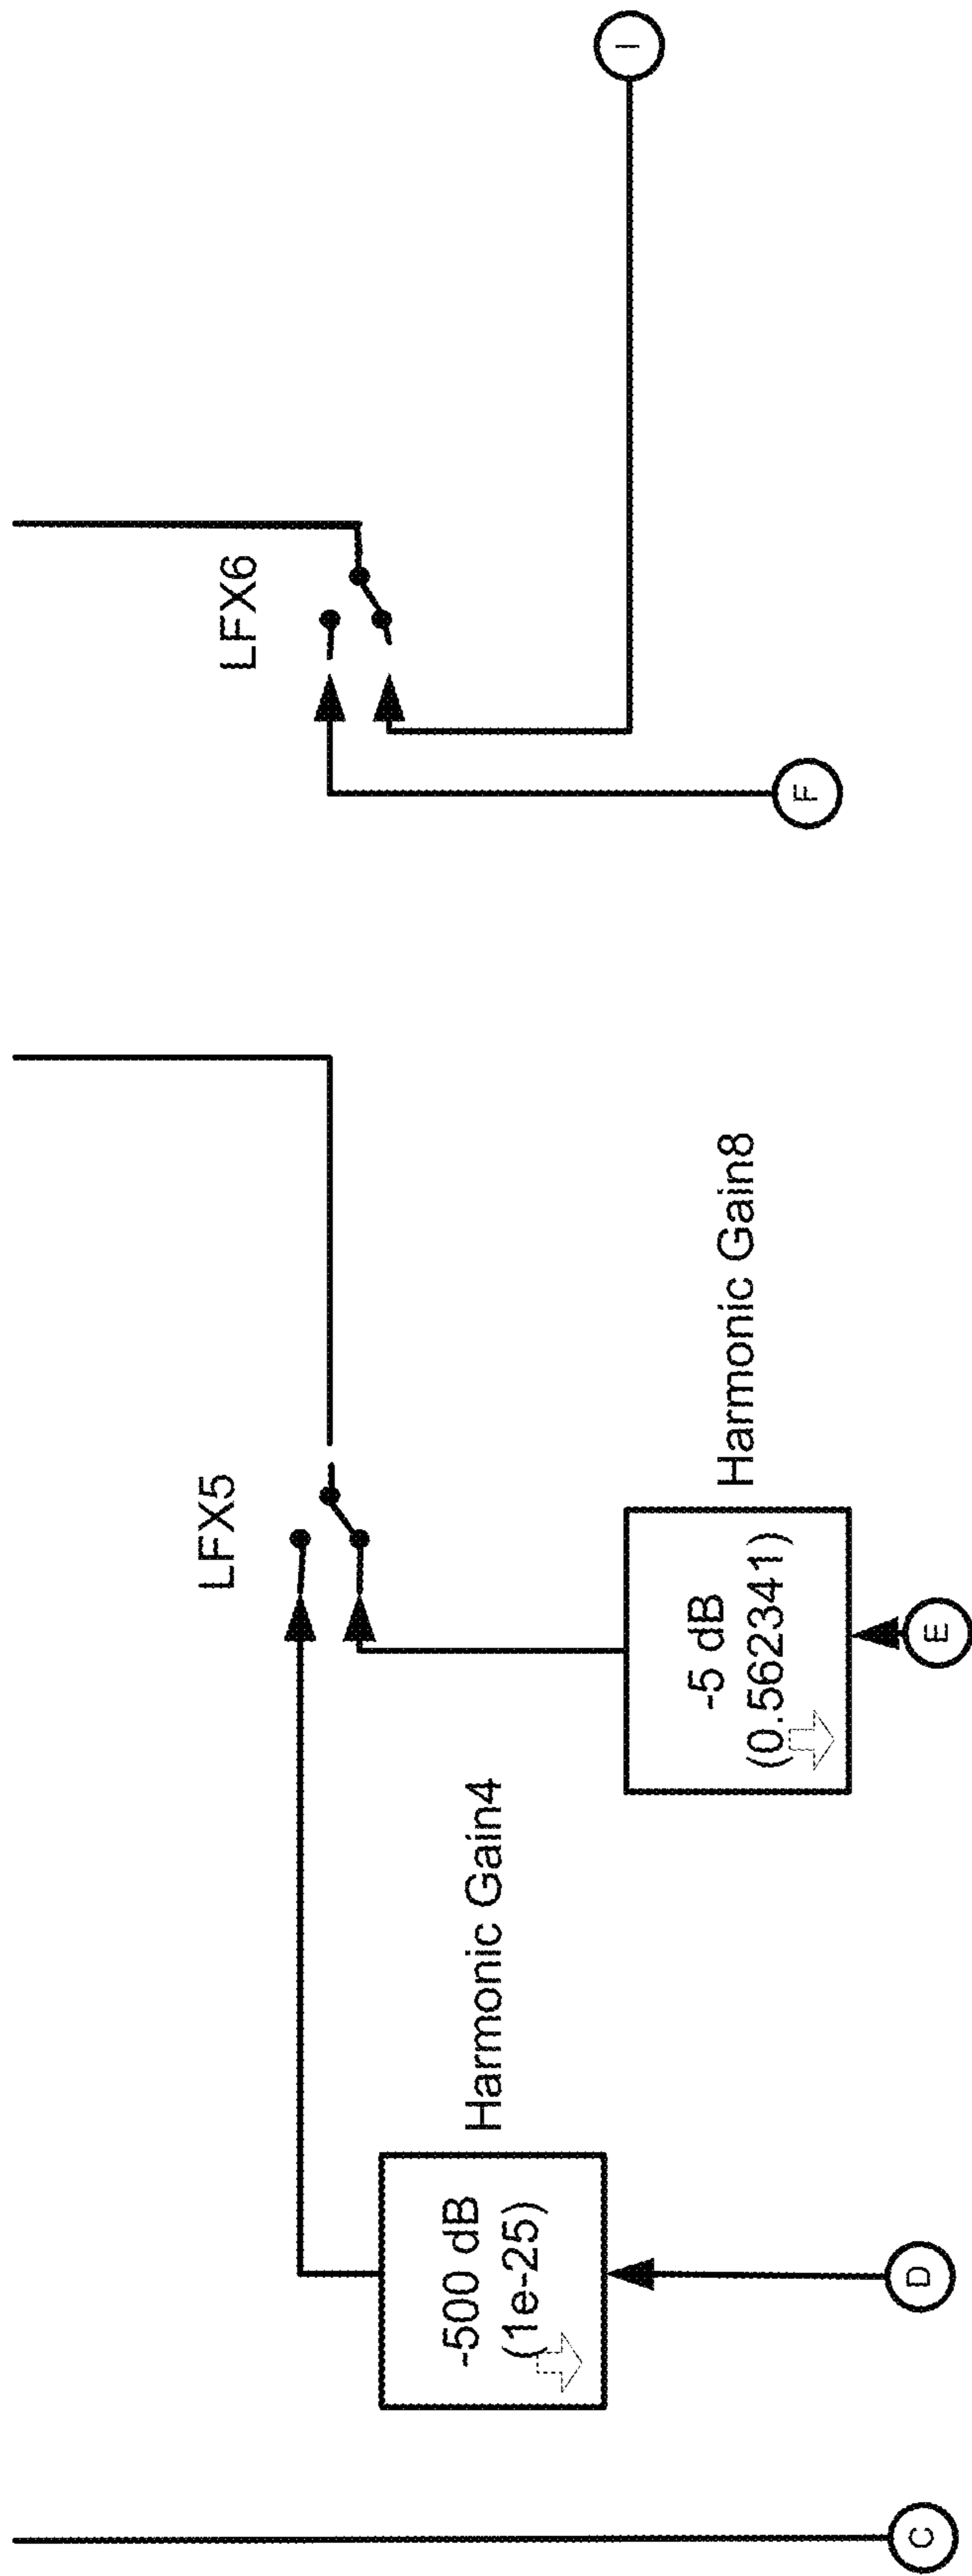 C
D
-500 dB
(1e-25)
Harmonic Gain4
E
-5 dB
(0.562341)
Harmonic Gain8
LFX5
F
LFX6
I